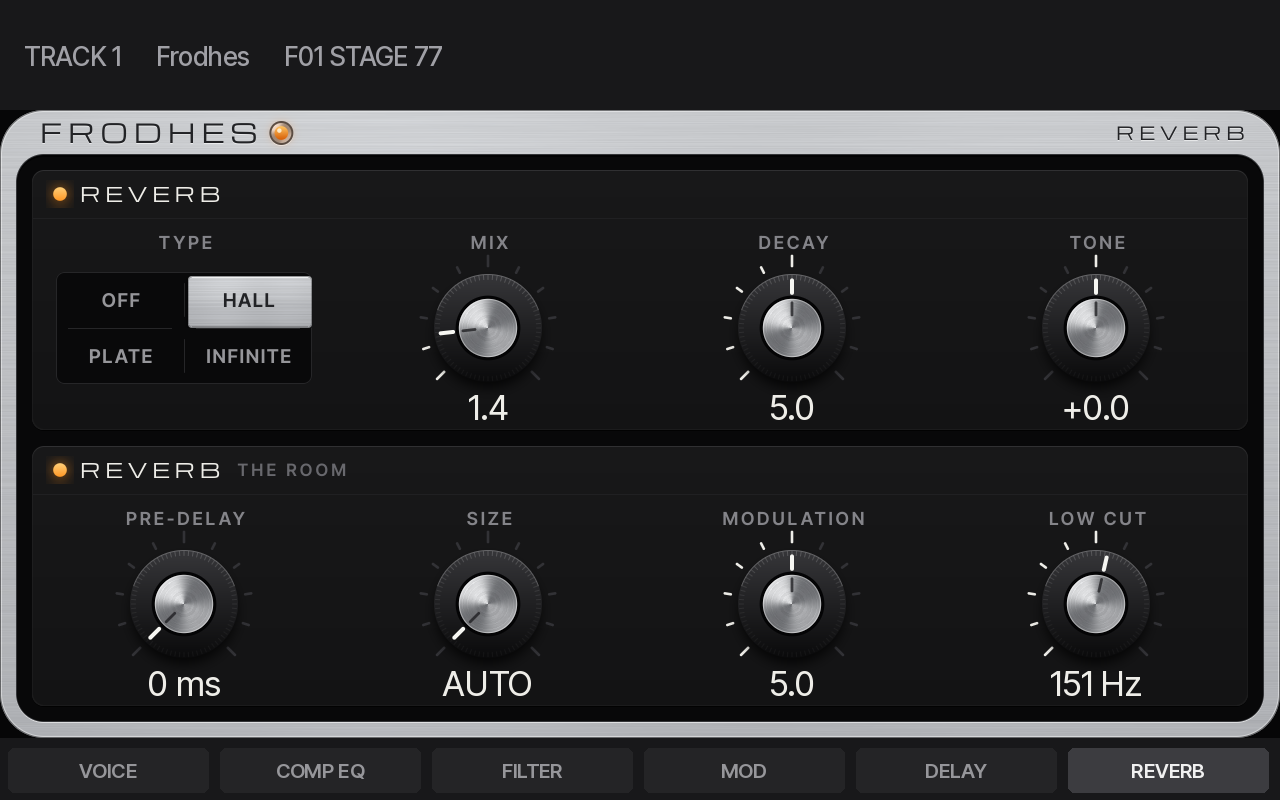 TRACK 1 Frodhes F01 STAGE 77
FRODHES REVERB
REVERB
TYPE MIX DECAY TONE
OFF HALL
PLATE INFINITE
1.4 5.0 +0.0
REVERB THE ROOM
PRE-DELAY SIZE MODULATION LOW CUT
0 ms AUTO 5.0 151 Hz
VOICE COMP EQ FILTER MOD DELAY REVERB